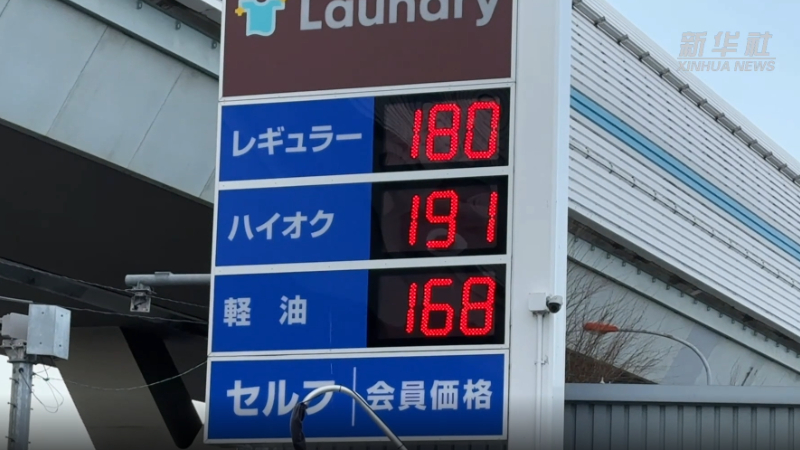 Laundry
新华社
XINHUA NEWS
レギュラー 180
ハイオク 191
軽油 168
セルフ 会員価格